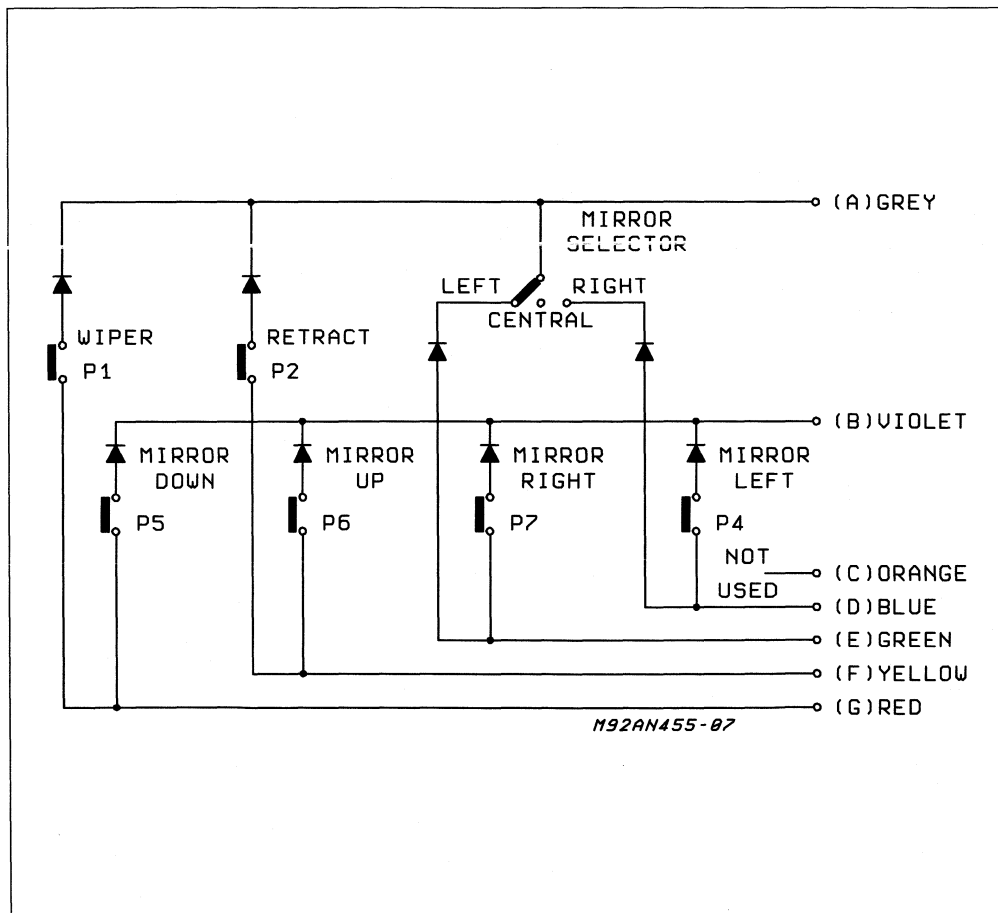 (A)GREY
MIRROR
SELECTOR
LEFT
RIGHT
CENTRAL
WIPER
P1
RETRACT
P2
(B)VIOLET
MIRROR
DOWN
P5
MIRROR
UP
P6
MIRROR
RIGHT
P7
MIRROR
LEFT
P4
NOT
USED
(C)ORANGE
(D)BLUE
(E)GREEN
(F)YELLOW
(G)RED
M92AN455-07